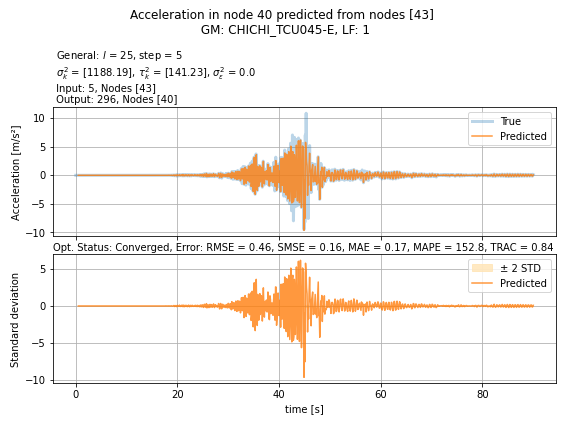 Acceleration in node 40 predicted from nodes [43]
GM: CHICHI_TCU045-E, LF: 1
General: l = 25, step = 5
σ²ₖ = [1188.19], τ²ₖ = [141.23], σ²ε = 0.0
Input: 5, Nodes [43]
Output: 296, Nodes [40]
Acceleration [m/s²]
10
5
0
−5
−10
True
Predicted
Opt. Status: Converged, Error: RMSE = 0.46, SMSE = 0.16, MAE = 0.17, MAPE = 152.8, TRAC = 0.84
Standard deviation
5
0
−5
−10
± 2 STD
Predicted
0 20 40 60 80
time [s]